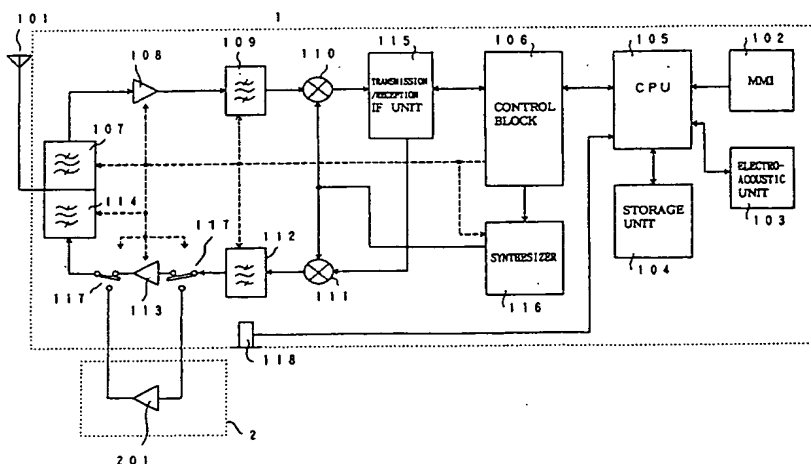 101
1
108
109
110
115
106
105
102
TRANSMISSION
/RECEPTION
IF UNIT
CONTROL
BLOCK
CPU
MMI
107
114
ELECTRO-
ACOUSTIC
UNIT
103
STORAGE
UNIT
104
117
112
SYNTHESIZER
116
117
113
111
118
201
2